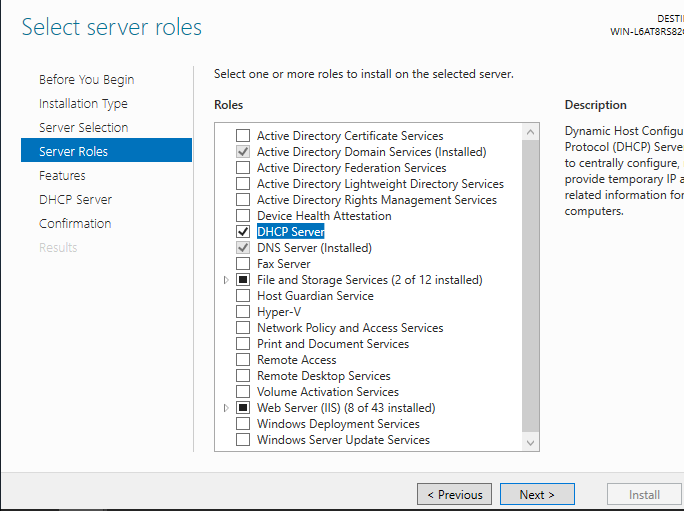 Select server roles
DESTI
WIN-L6AT8RS82
Before You Begin
Installation Type
Server Selection
Server Roles
Features
DHCP Server
Confirmation
Results
Select one or more roles to install on the selected server.
Roles
Active Directory Certificate Services
Active Directory Domain Services (Installed)
Active Directory Federation Services
Active Directory Lightweight Directory Services
Active Directory Rights Management Services
Device Health Attestation
DHCP Server
DNS Server (Installed)
Fax Server
File and Storage Services (2 of 12 installed)
Host Guardian Service
Hyper-V
Network Policy and Access Services
Print and Document Services
Remote Access
Remote Desktop Services
Volume Activation Services
Web Server (IIS) (8 of 43 installed)
Windows Deployment Services
Windows Server Update Services
Description
Dynamic Host Configu
Protocol (DHCP) Serve
to centrally configure,
provide temporary IP a
related information for
computers.
< Previous
Next >
Install